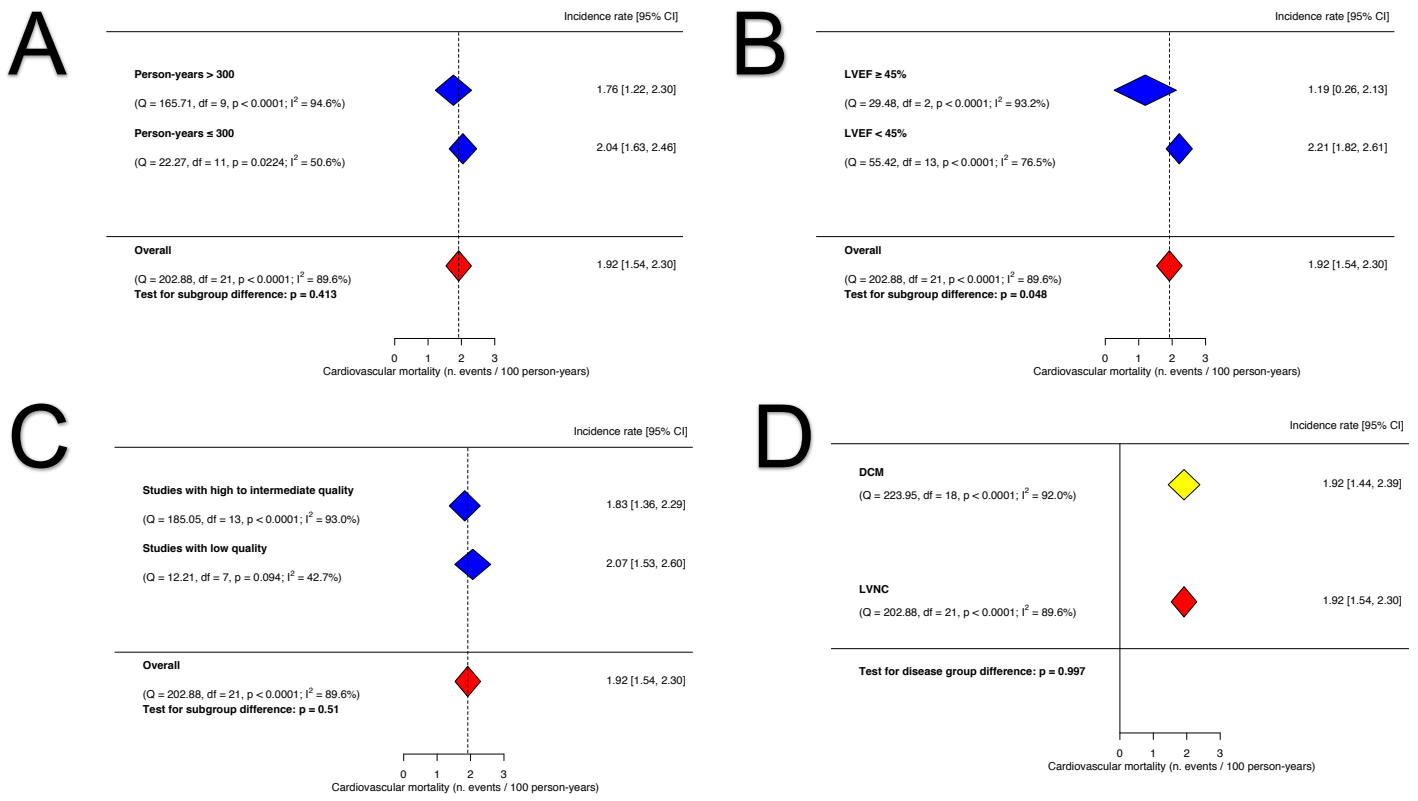 A
Incidence rate [95% CI]
Person-years > 300
1.76 [1.22, 2.30]
(Q = 165.71, df = 9, p < 0.0001; I² = 94.6%)
Person-years ≤ 300
2.04 [1.63, 2.46]
(Q = 22.27, df = 11, p = 0.0224; I² = 50.6%)
Overall
1.92 [1.54, 2.30]
(Q = 202.88, df = 21, p < 0.0001; I² = 89.6%)
Test for subgroup difference: p = 0.413
0 1 2 3
Cardiovascular mortality (n. events / 100 person-years)
B
Incidence rate [95% CI]
LVEF ≥ 45%
1.19 [0.26, 2.13]
(Q = 29.48, df = 2, p < 0.0001; I² = 93.2%)
LVEF < 45%
2.21 [1.82, 2.61]
(Q = 55.42, df = 13, p < 0.0001; I² = 76.5%)
Overall
1.92 [1.54, 2.30]
(Q = 202.88, df = 21, p < 0.0001; I² = 89.6%)
Test for subgroup difference: p = 0.048
0 1 2 3
Cardiovascular mortality (n. events / 100 person-years)
C
Incidence rate [95% CI]
Studies with high to intermediate quality
1.83 [1.36, 2.29]
(Q = 185.05, df = 13, p < 0.0001; I² = 93.0%)
Studies with low quality
2.07 [1.53, 2.60]
(Q = 12.21, df = 7, p = 0.094; I² = 42.7%)
Overall
1.92 [1.54, 2.30]
(Q = 202.88, df = 21, p < 0.0001; I² = 89.6%)
Test for subgroup difference: p = 0.51
0 1 2 3
Cardiovascular mortality (n. events / 100 person-years)
D
Incidence rate [95% CI]
DCM
1.92 [1.44, 2.39]
(Q = 223.95, df = 18, p < 0.0001; I² = 92.0%)
LVNC
1.92 [1.54, 2.30]
(Q = 202.88, df = 21, p < 0.0001; I² = 89.6%)
Test for disease group difference: p = 0.997
0 1 2 3
Cardiovascular mortality (n. events / 100 person-years)